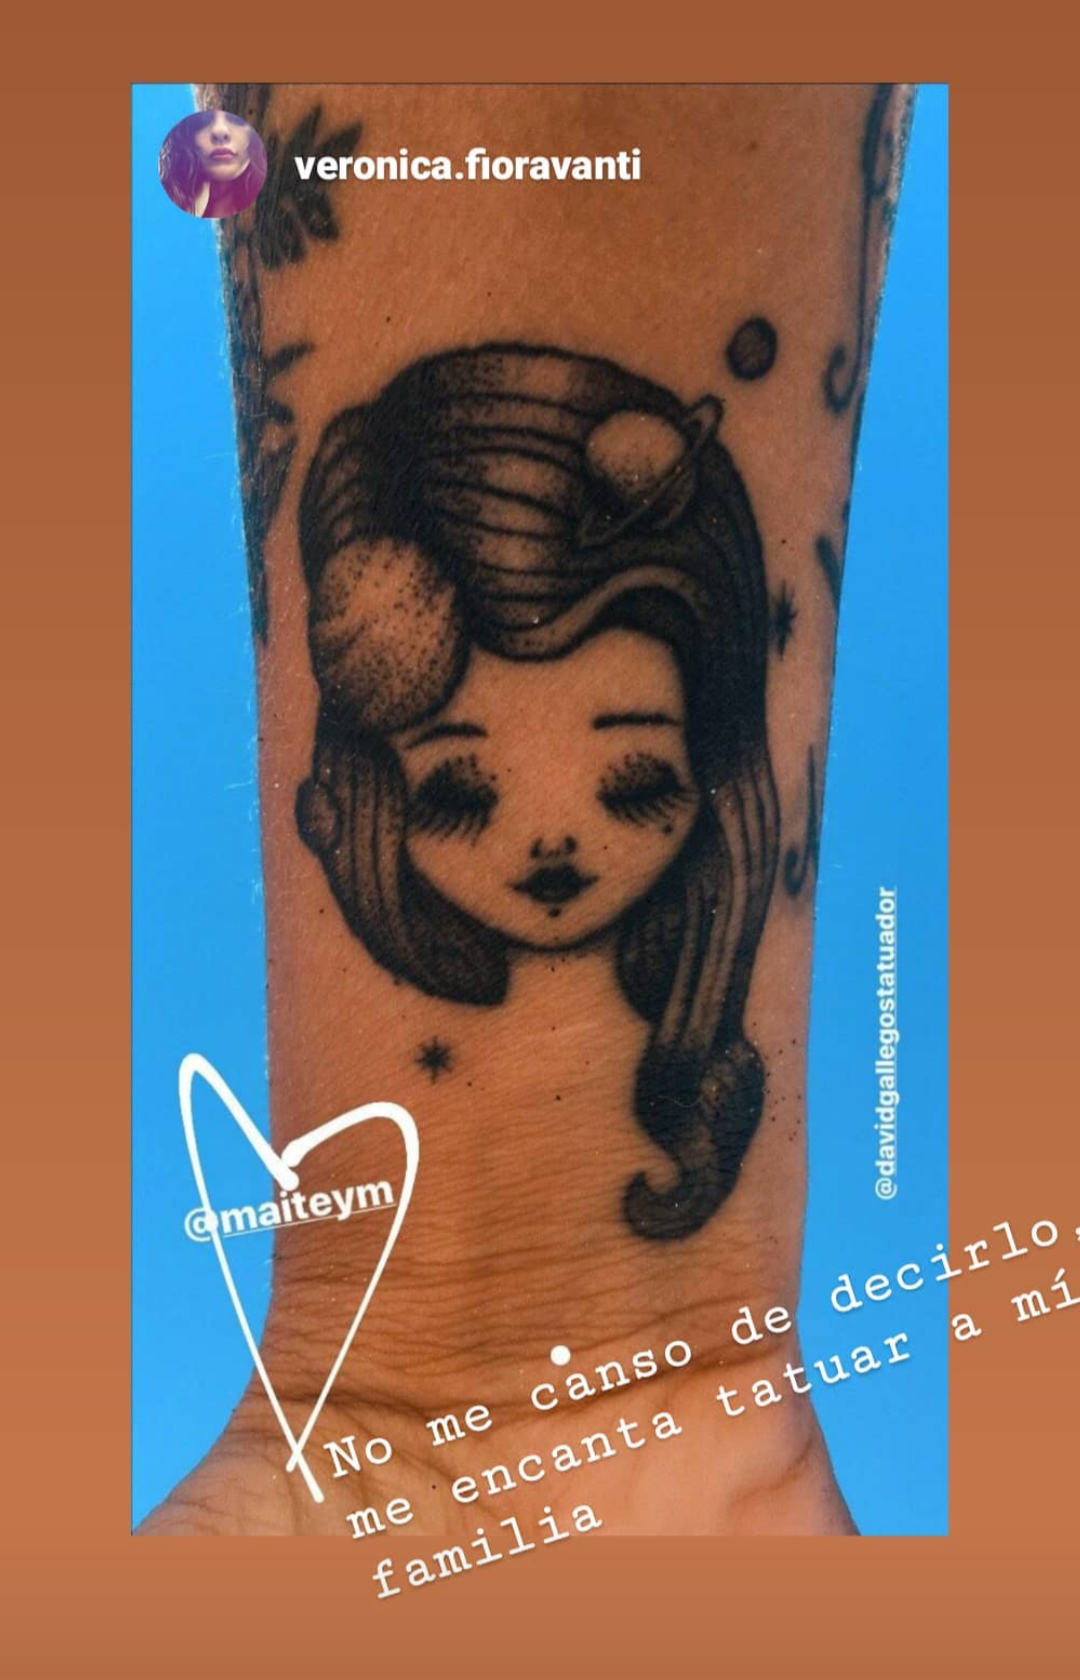 veronica.fioravanti
@davidgallegostatuador
@maiteym
No me canso de decirlo,
me encanta tatuar a mí
familia